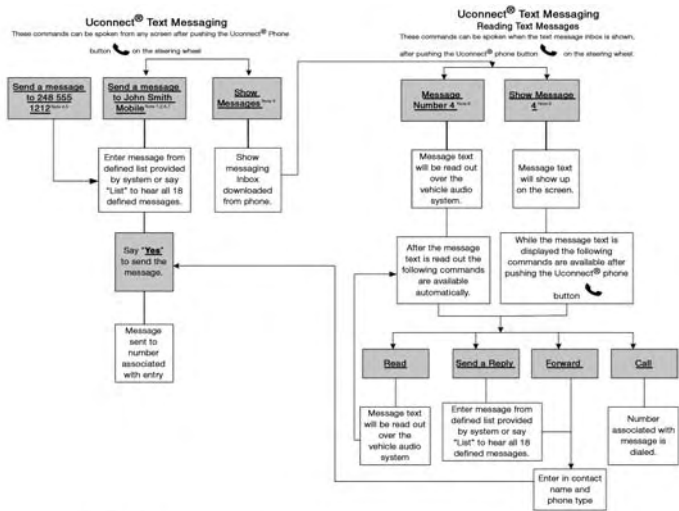 Uconnect® Text Messaging
These commands can be spoken from any screen after pushing the Uconnect® Phone
button on the steering wheel
Send a message
to 248 555
1212
Send a message
to John Smith
Mobile
Show
Messages
Enter message from
defined list provided
by system or say
"List" to hear all 18
defined messages.
Show
messaging
Inbox
downloaded
from phone.
Say "Yes"
to send the
message.
Message
sent to
number
associated
with entry
Uconnect® Text Messaging
Reading Text Messages
These commands can be spoken when the text message inbox is shown,
after pushing the Uconnect® phone button on the steering wheel.
Message
Number 4
Show Message
4
Message text
will be read out
over the
vehicle audio
system.
Message text
will show up
on the screen.
After the message
text is read out the
following commands
are available
automatically.
While the message text is
displayed the following
commands are available after
pushing the Uconnect® phone
button
Read
Send a Reply
Forward
Call
Message text
will be read out
over the
vehicle audio
system
Enter message from
defined list provided
by system or say
"List" to hear all 18
defined messages.
Number
associated with
message is
dialed.
Enter in contact
name and
phone type